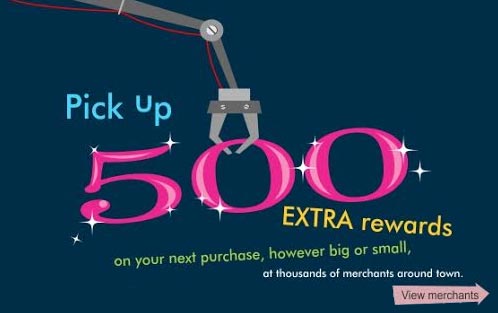 Pick up
500
EXTRA rewards
on your next purchase, however big or small,
at thousands of merchants around town.
View merchants